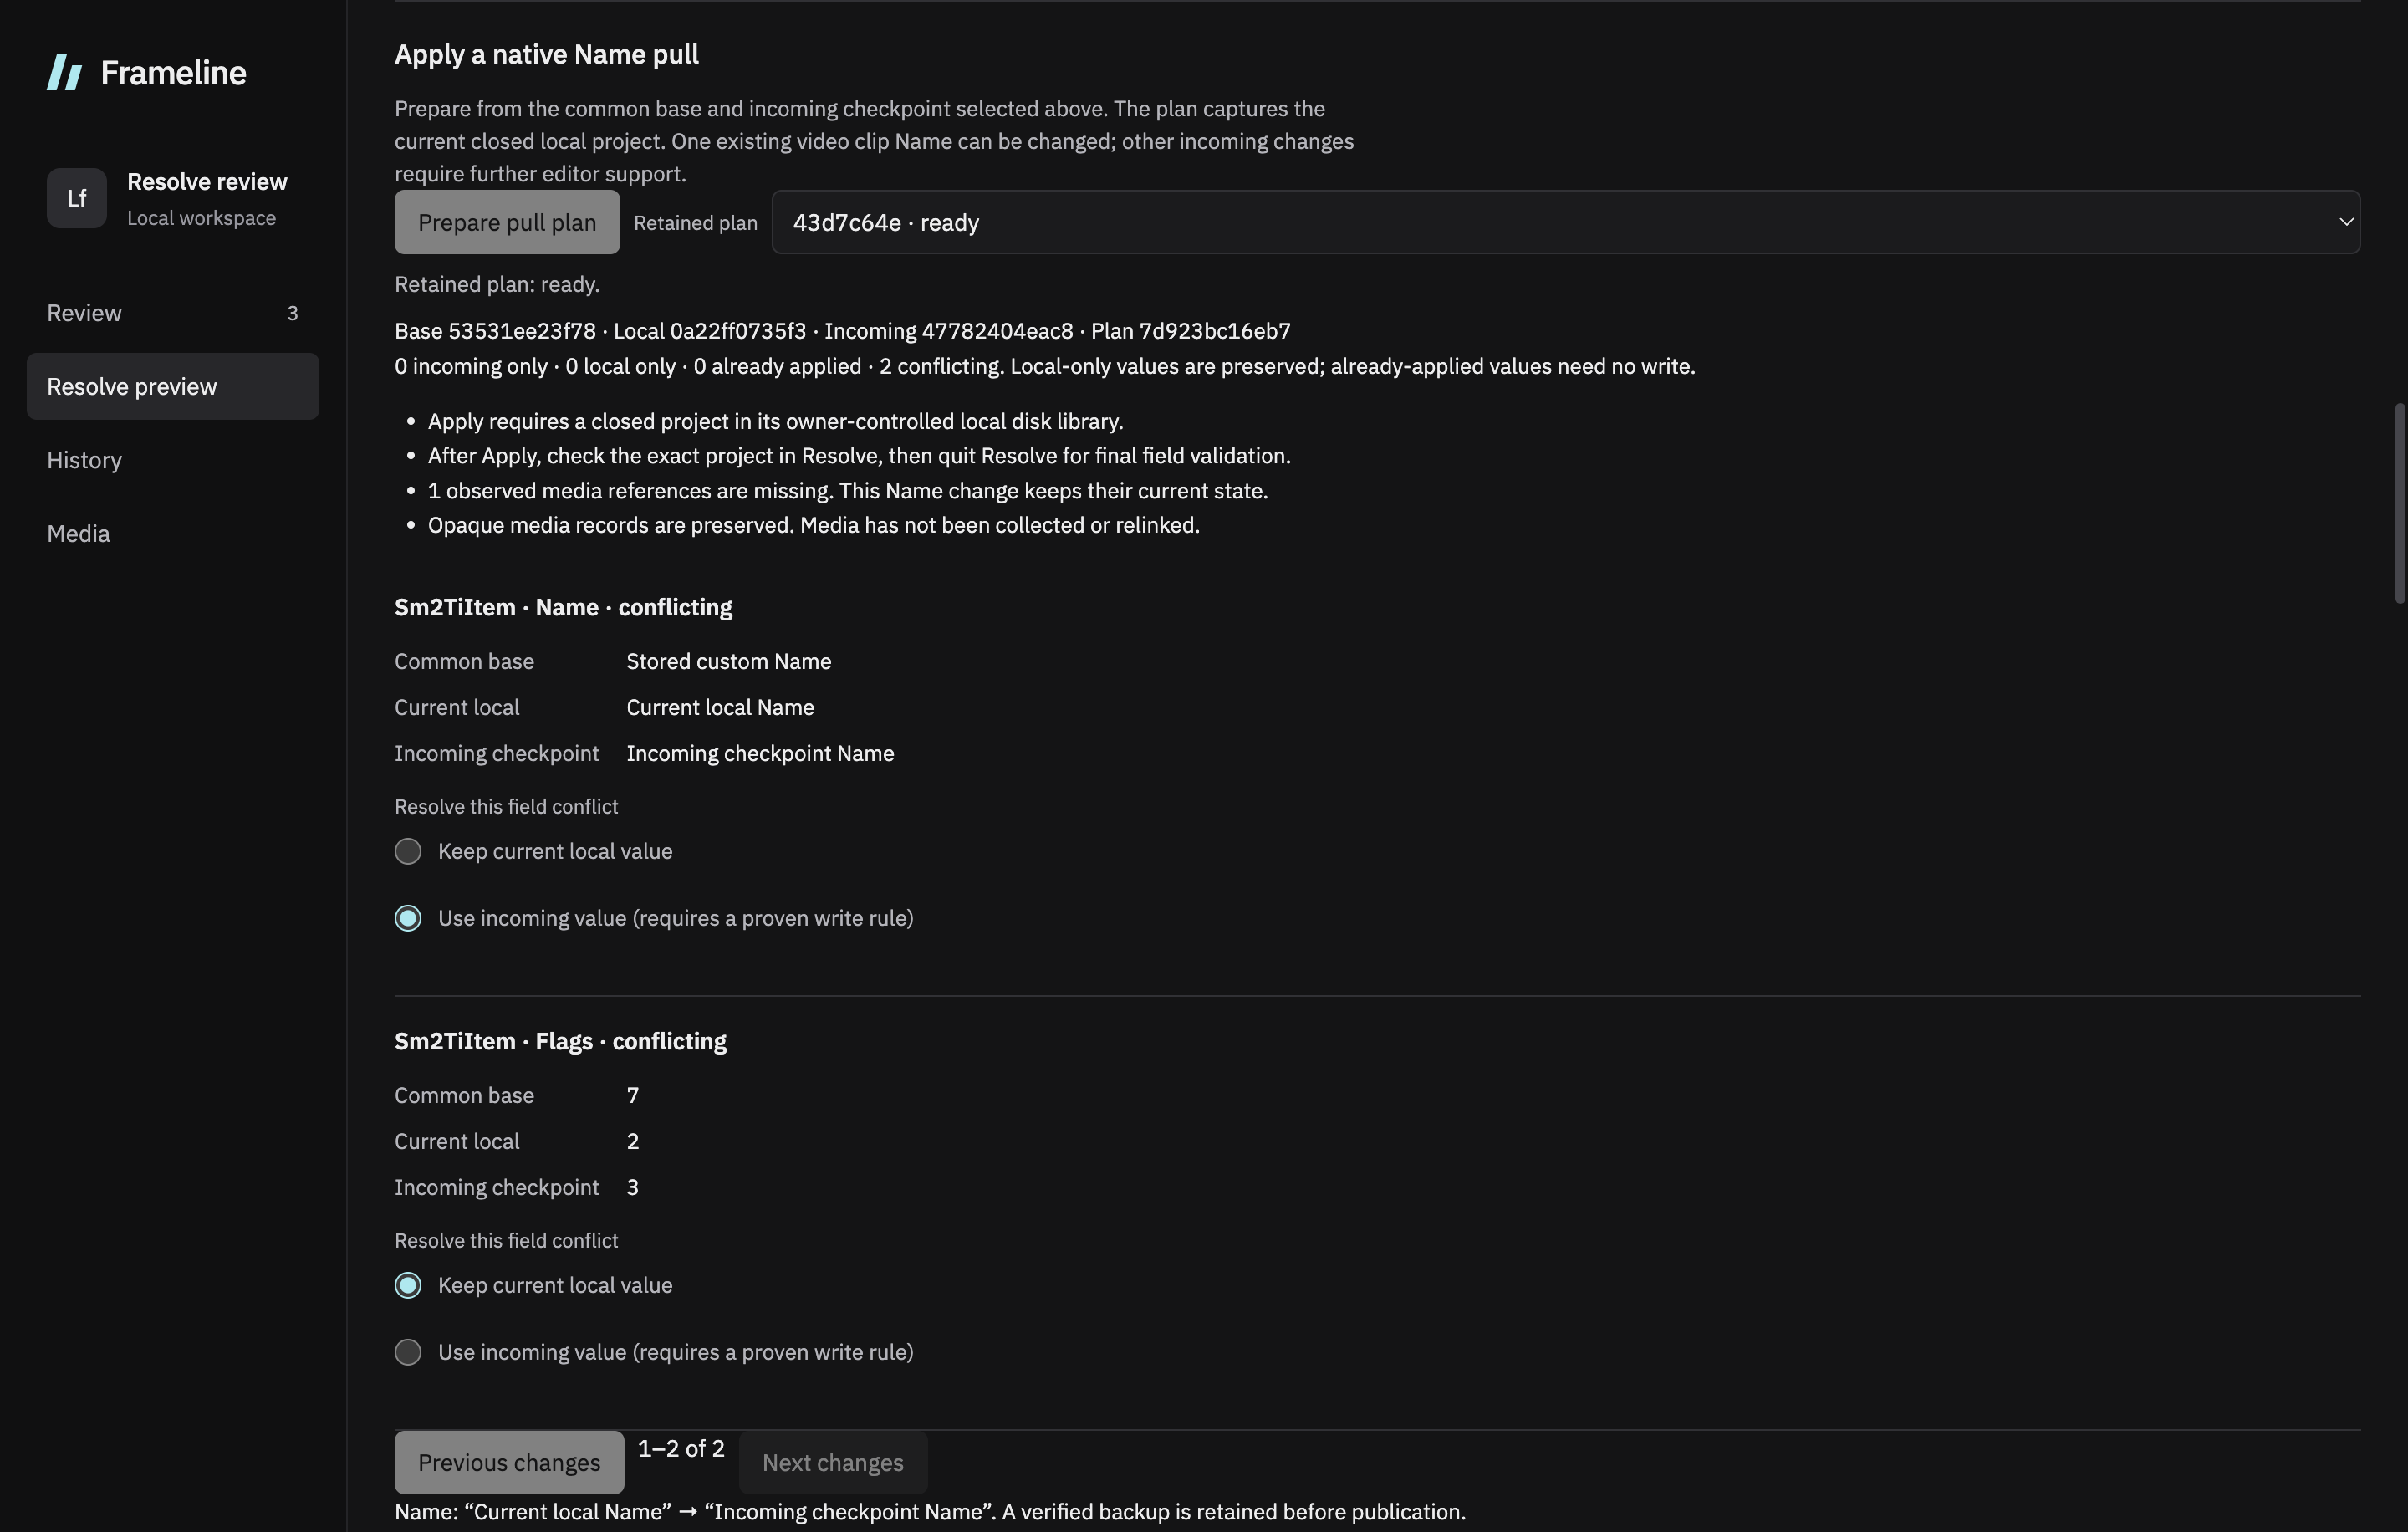 Frameline
Lf
Resolve review
Local workspace
Review 3
Resolve preview
History
Media
Apply a native Name pull
Prepare from the common base and incoming checkpoint selected above. The plan captures the
current closed local project. One existing video clip Name can be changed; other incoming changes
require further editor support.
Prepare pull plan Retained plan 43d7c64e · ready
Retained plan: ready.
Base 53531ee23f78 · Local 0a22ff0735f3 · Incoming 47782404eac8 · Plan 7d923bc16eb7
0 incoming only · 0 local only · 0 already applied · 2 conflicting. Local-only values are preserved; already-applied values need no write.
• Apply requires a closed project in its owner-controlled local disk library.
• After Apply, check the exact project in Resolve, then quit Resolve for final field validation.
• 1 observed media references are missing. This Name change keeps their current state.
• Opaque media records are preserved. Media has not been collected or relinked.
Sm2TiItem · Name · conflicting
Common base Stored custom Name
Current local Current local Name
Incoming checkpoint Incoming checkpoint Name
Resolve this field conflict
Keep current local value
Use incoming value (requires a proven write rule)
Sm2TiItem · Flags · conflicting
Common base 7
Current local 2
Incoming checkpoint 3
Resolve this field conflict
Keep current local value
Use incoming value (requires a proven write rule)
Previous changes 1–2 of 2 Next changes
Name: “Current local Name” → “Incoming checkpoint Name”. A verified backup is retained before publication.